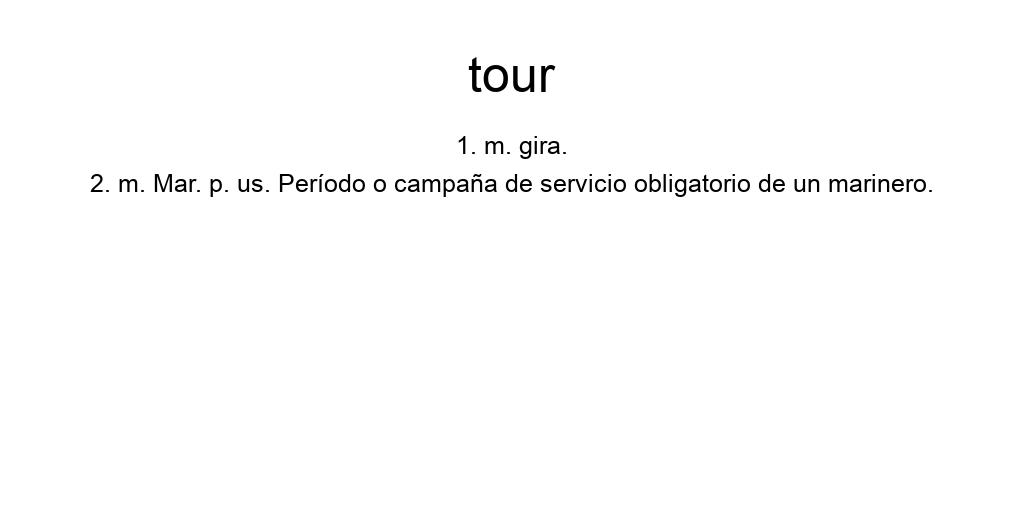 tour
1. m. gira.
2. m. Mar. p. us. Período o campaña de servicio obligatorio de un marinero.